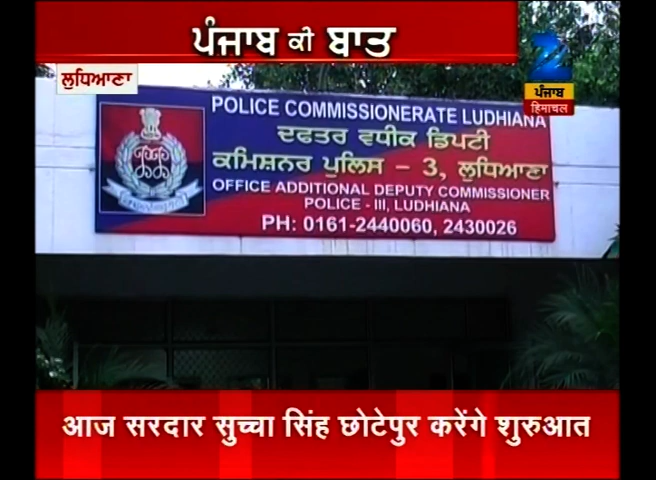 ਪੰਜਾਬ ਕੀ ਬਾਤ
ਪੰਜਾਬ
हिमाचल
ਲੁਧਿਆਣਾ
POLICE COMMISSIONERATE LUDHIANA
ਦਫਤਰ ਵਧੀਕ ਡਿਪਟੀ
ਕਮਿਸ਼ਨਰ ਪੁਲਿਸ - 3, ਲੁਧਿਆਣਾ
OFFICE ADDITIONAL DEPUTY COMMISSIONER
POLICE - III, LUDHIANA
PH: 0161-2440060, 2430026
आज सरदार सुच्चा सिंह छोटेपुर करेंगे शुरुआत